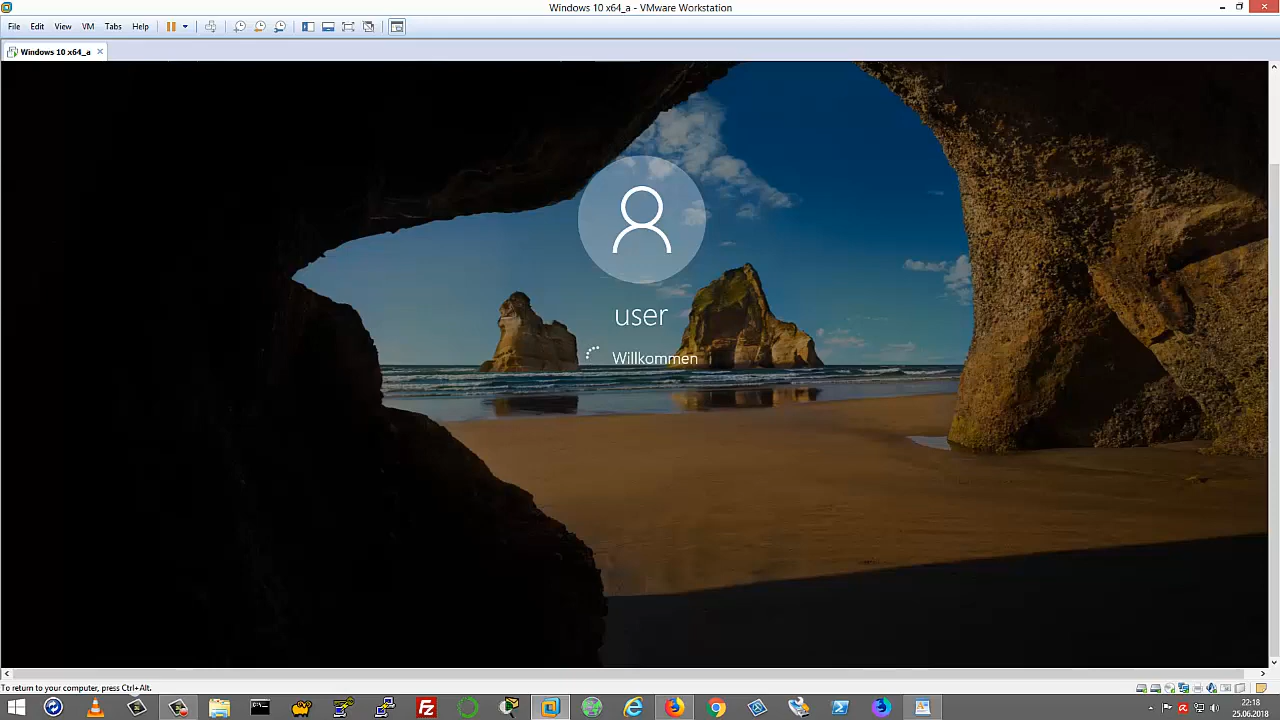 Windows 10 x64_a - VMware Workstation
File Edit View VM Tabs Help
Windows 10 x64_a
user
Willkommen
To return to your computer, press Ctrl+Alt.
22:18
25.06.2018